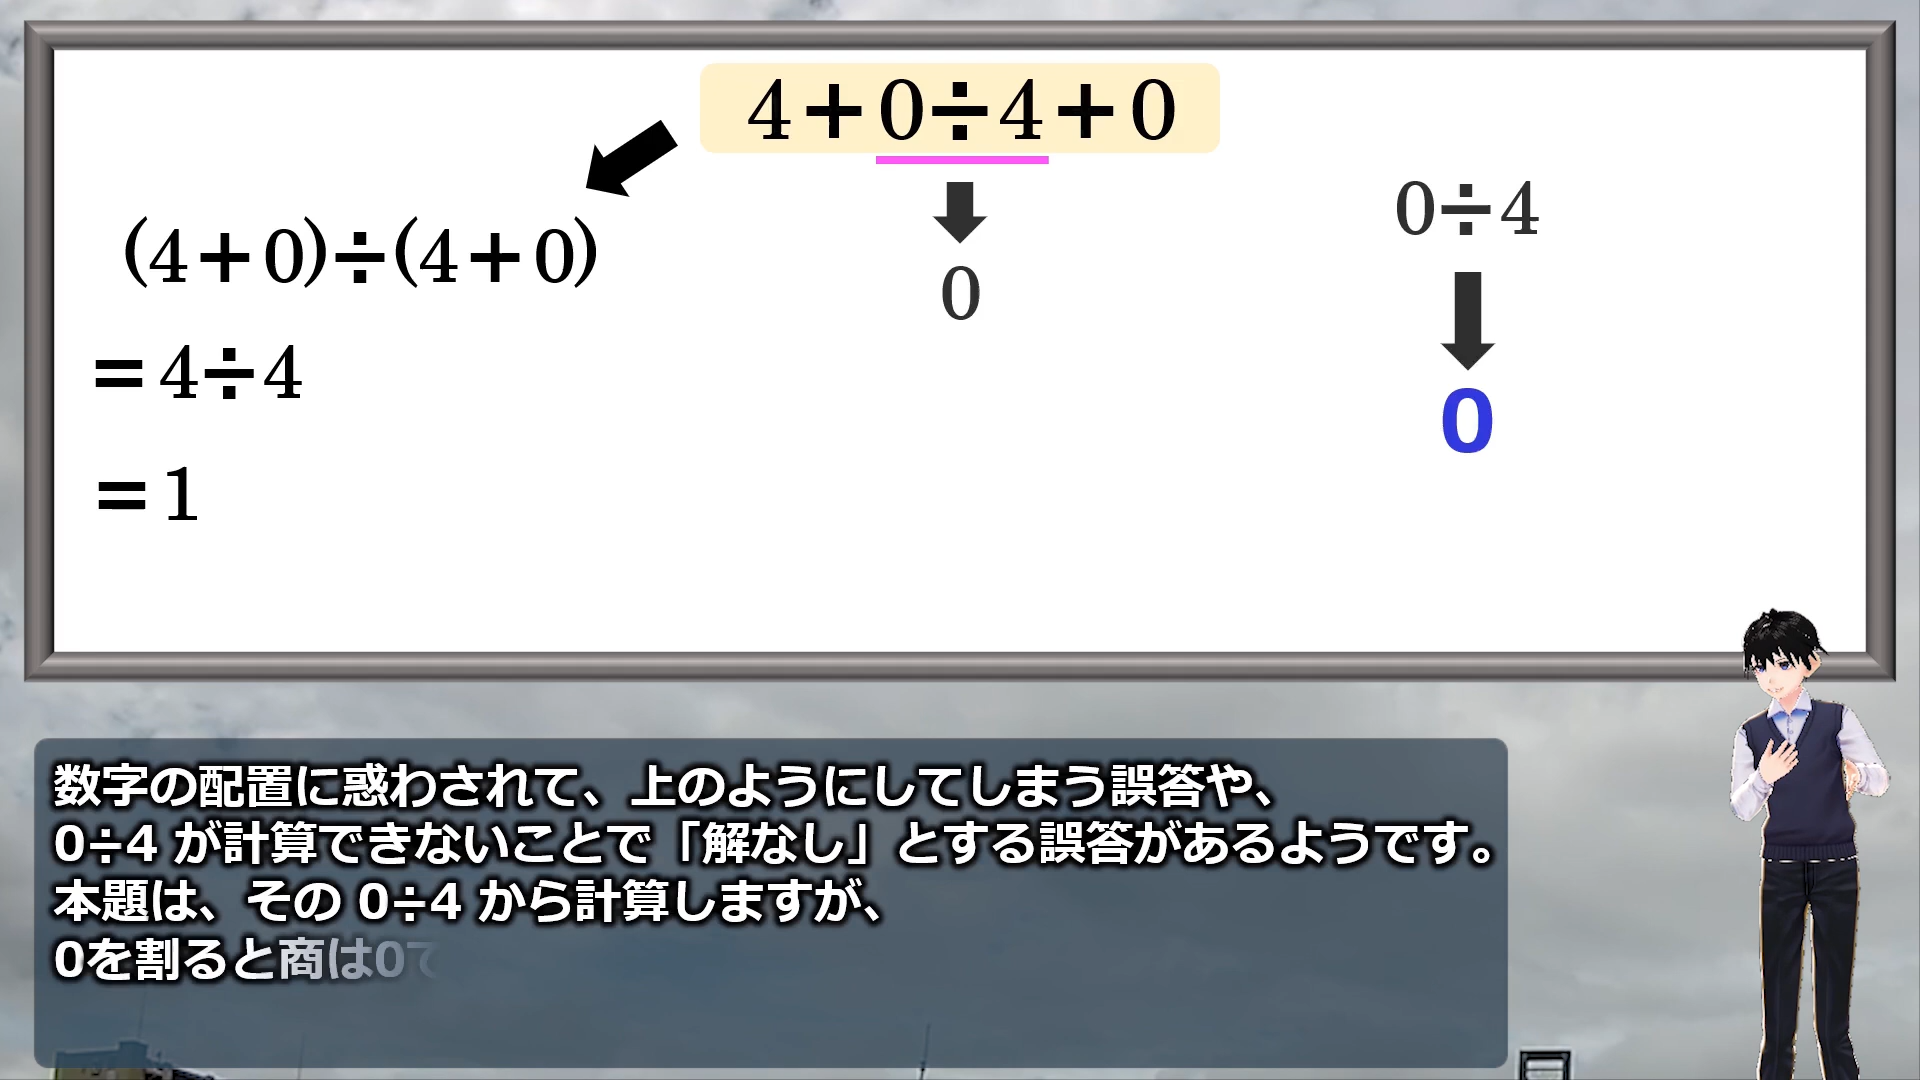 4+0÷4+0
(4+0)÷(4+0)
=4÷4
=1
0
0÷4
0
数字の配置に惑わされて、上のようにしてしまう誤答や、
0÷4 が計算できないことで「解なし」とする誤答があるようです。
本題は、その 0÷4 から計算しますが、
0を割ると商は0で